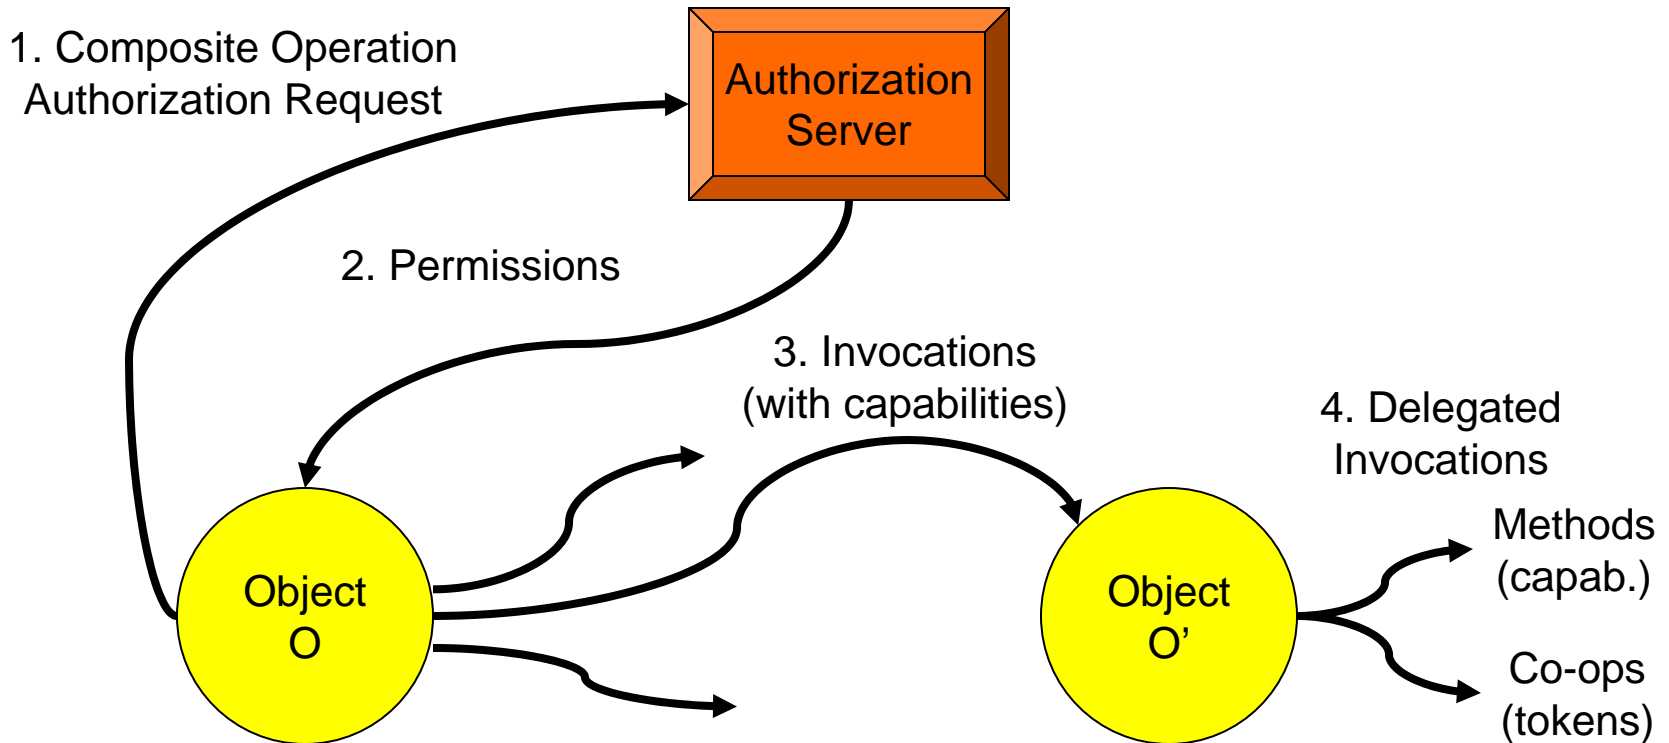 1. Composite Operation
Authorization Request
Authorization
Server
2. Permissions
3. Invocations
(with capabilities)
4. Delegated
Invocations
Object
O
Object
O’
Methods
(capab.)
Co-ops
(tokens)